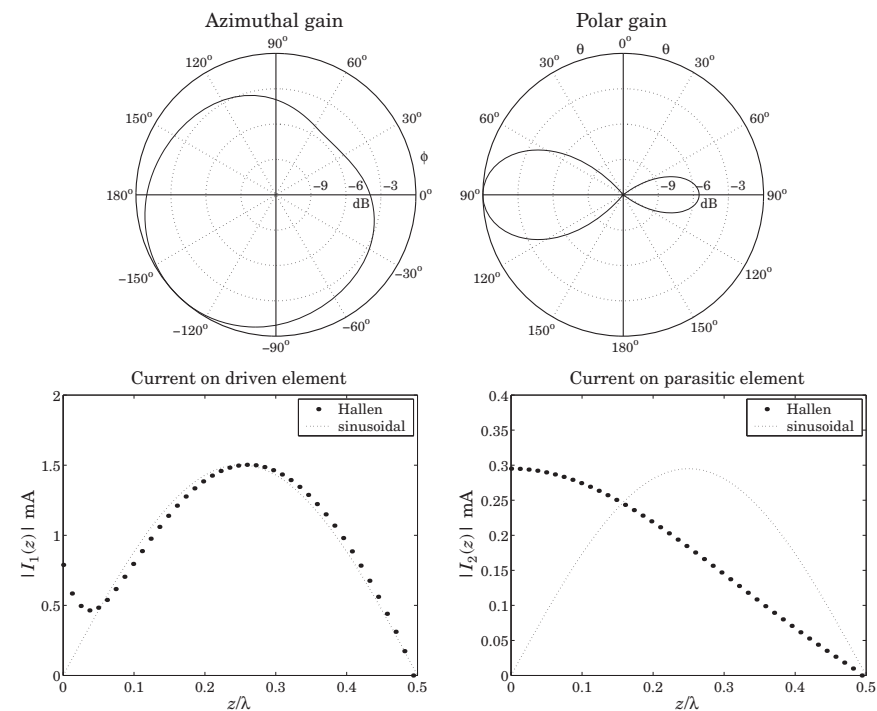 Azimuthal gain
90°
120° 60°
150° 30°
ϕ
180° −9 −6 −3 0°
dB
−150° −30°
−120° −60°
−90°
Polar gain
0°
θ θ
30° 30°
60° 60°
90° −9 −6 −3 90°
dB
120° 120°
150° 150°
180°
Current on driven element
2
1.5
1
0.5
0
|I₁(z)| mA
Hallen
sinusoidal
0 0.1 0.2 0.3 0.4 0.5
z/λ
Current on parasitic element
0.4
0.35
0.3
0.25
0.2
0.15
0.1
0.05
0
|I₂(z)| mA
Hallen
sinusoidal
0 0.1 0.2 0.3 0.4 0.5
z/λ